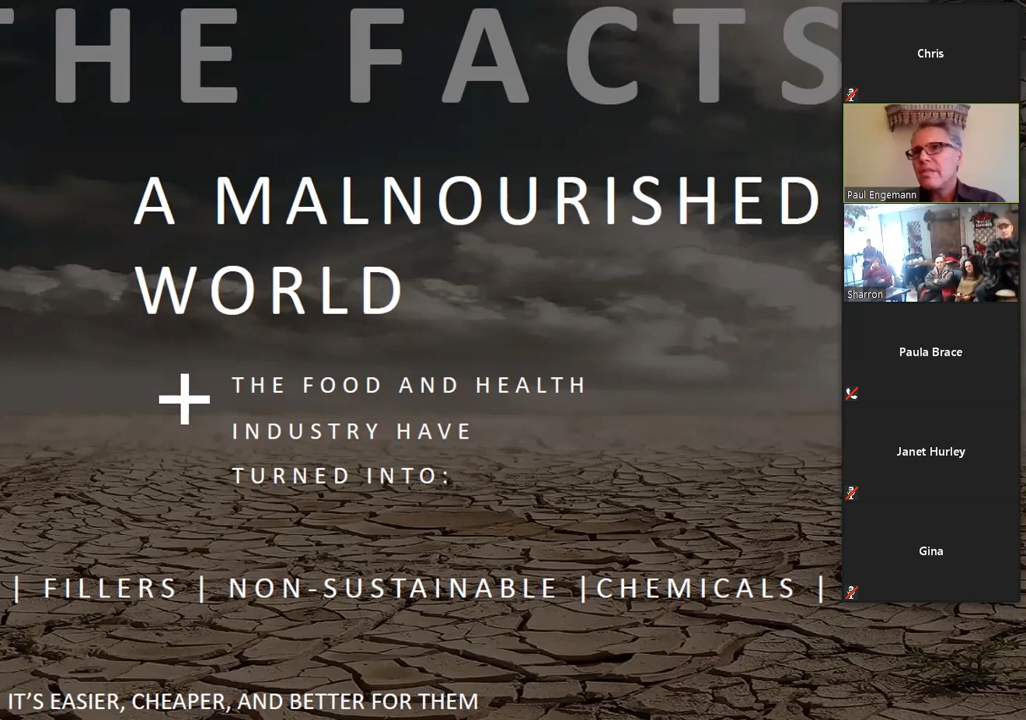 THE FACTS
A MALNOURISHED
WORLD
+
THE FOOD AND HEALTH
INDUSTRY HAVE
TURNED INTO:
| FILLERS | NON-SUSTAINABLE |CHEMICALS |
IT'S EASIER, CHEAPER, AND BETTER FOR THEM
Chris
Paul Engemann
Sharron
Paula Brace
Janet Hurley
Gina